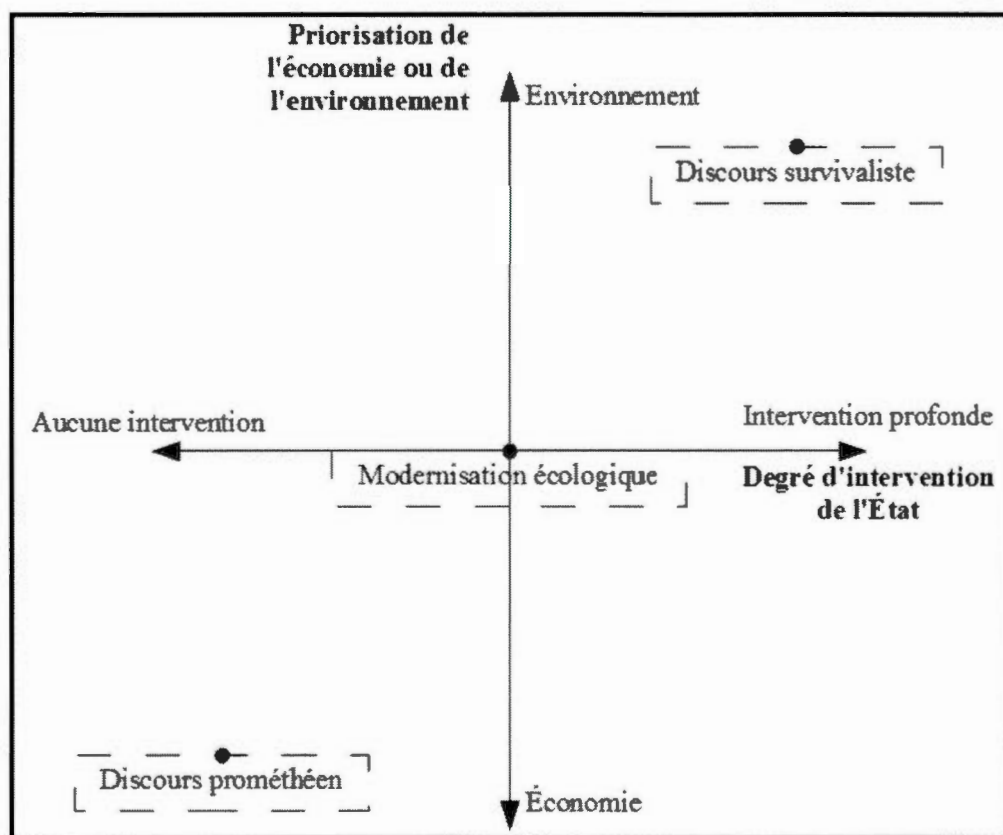 Priorisation de
l'économie ou de
l'environnement
Environnement
Discours survivaliste
Aucune intervention
Intervention profonde
Modernisation écologique
Degré d'intervention
de l'État
Discours prométhéen
Économie